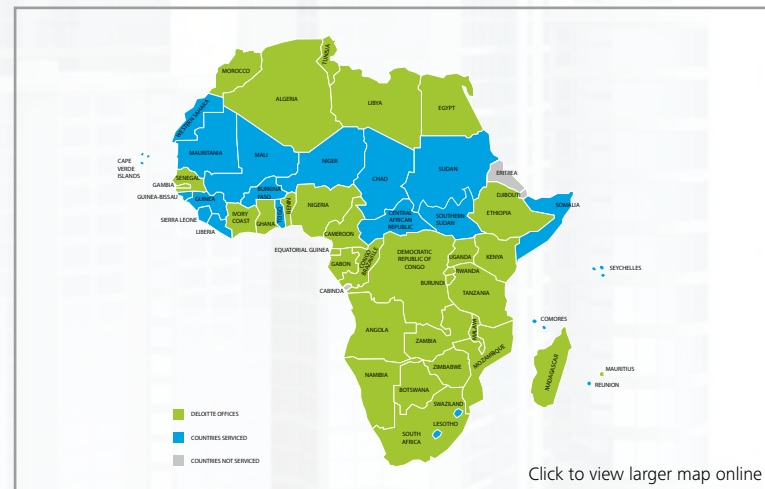 TUNISIA
MOROCCO
ALGERIA
LIBYA
EGYPT
WESTERN SAHARA
MAURITANIA
MALI
NIGER
CHAD
SUDAN
ERITREA
CAPE
VERDE
ISLANDS
SENEGAL
GAMBIA
GUINEA-BISSAU
GUINEA
BURKINA
FASO
DJIBOUTI
SOMALIA
SIERRA LEONE
LIBERIA
IVORY
COAST
GHANA
TOGO
BENIN
NIGERIA
CENTRAL
AFRICAN
REPUBLIC
SOUTHERN
SUDAN
ETHIOPIA
CAMEROON
EQUATORIAL GUINEA
GABON
CONGO
BRAZAVILLE
DEMOCRATIC
REPUBLIC OF
CONGO
UGANDA
KENYA
RWANDA
BURUNDI
TANZANIA
SEYCHELLES
CABINDA
COMORES
ANGOLA
ZAMBIA
MALAWI
MOZAMBIQUE
MADAGASCAR
MAURITIUS
REUNION
NAMIBIA
ZIMBABWE
BOTSWANA
SWAZILAND
LESOTHO
SOUTH
AFRICA
DELOITTE OFFICES
COUNTRIES SERVICED
COUNTRIES NOT SERVICED
Click to view larger map online